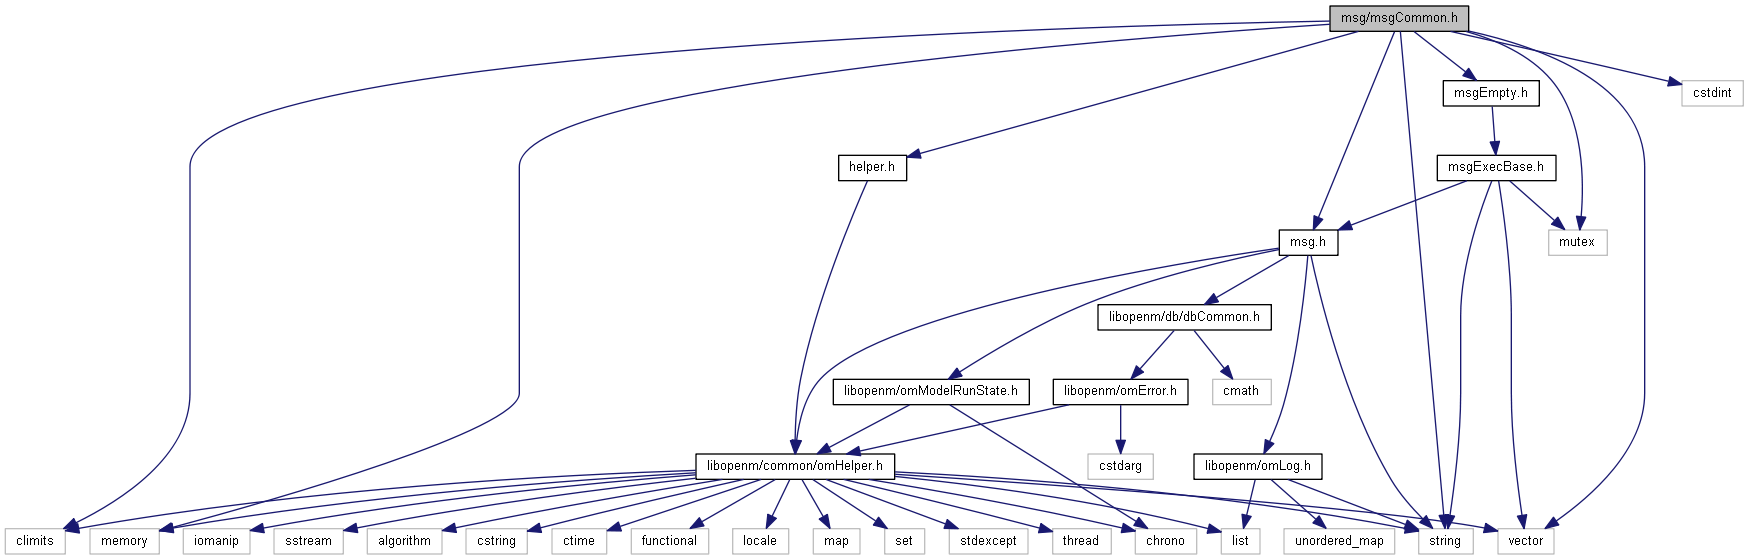 msg/msgCommon.h
msgEmpty.h
cstdint
helper.h
msgExecBase.h
msg.h
mutex
libopenm/db/dbCommon.h
libopenm/omModelRunState.h
libopenm/omError.h
cmath
libopenm/common/omHelper.h
cstdarg
libopenm/omLog.h
climits
memory
iomanip
sstream
algorithm
cstring
ctime
functional
locale
map
set
stdexcept
thread
chrono
list
unordered_map
string
vector